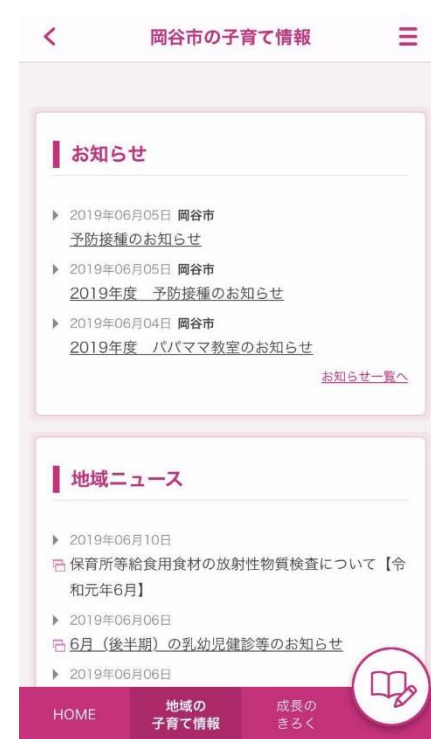 岡谷市の子育て情報
お知らせ
2019年06月05日 岡谷市
予防接種のお知らせ
2019年06月05日 岡谷市
2019年度　予防接種のお知らせ
2019年06月04日 岡谷市
2019年度　パパママ教室のお知らせ
お知らせ一覧へ
地域ニュース
2019年06月10日
保育所等給食用食材の放射性物質検査について【令
和元年6月】
2019年06月06日
6月（後半期）の乳幼児健診等のお知らせ
2019年06月06日
HOME
地域の
子育て情報
成長の
きろく